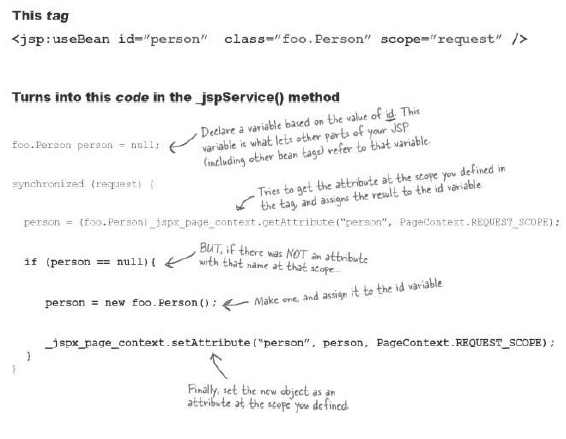 This tag
<jsp:useBean id="person" class="foo.Person" scope="request" />
Turns into this code in the _jspService() method
foo.Person person = null;
Declare a variable based on the value of id. This
variable is what lets other parts of your JSP
(including other bean tags) refer to that variable.
synchronized (request) {
Tries to get the attribute at the scope you defined in
the tag, and assigns the result to the id variable.
person = (foo.Person)_jspx_page_context.getAttribute("person", PageContext.REQUEST_SCOPE);
BUT, if there was NOT an attribute
with that name at that scope...
if (person == null){
person = new foo.Person();
Make one, and assign it to the id variable.
_jspx_page_context.setAttribute("person", person, PageContext.REQUEST_SCOPE);
}
}
Finally, set the new object as an
attribute at the scope you defined.